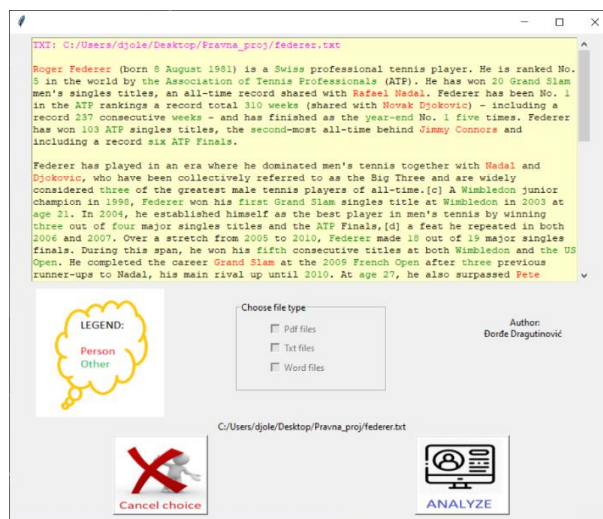 TXT: C:/Users/djole/Desktop/Pravna_proj/federer.txt
Roger Federer (born 8 August 1981) is a Swiss professional tennis player. He is ranked No.
5 in the world by the Association of Tennis Professionals (ATP). He has won 20 Grand Slam
men's singles titles, an all-time record shared with Rafael Nadal. Federer has been No. 1
in the ATP rankings a record total 310 weeks (shared with Novak Djokovic) – including a
record 237 consecutive weeks – and has finished as the year-end No. 1 five times. Federer
has won 103 ATP singles titles, the second-most all-time behind Jimmy Connors and
including a record six ATP Finals.
Federer has played in an era where he dominated men's tennis together with Nadal and
Djokovic, who have been collectively referred to as the Big Three and are widely
considered three of the greatest male tennis players of all-time.[c] A Wimbledon junior
champion in 1998, Federer won his first Grand Slam singles title at Wimbledon in 2003 at
age 21. In 2004, he established himself as the best player in men's tennis by winning
three out of four major singles titles and the ATP Finals,[d] a feat he repeated in both
2006 and 2007. Over a stretch from 2005 to 2010, Federer made 18 out of 19 major singles
finals. During this span, he won his fifth consecutive titles at both Wimbledon and the US
Open. He completed the career Grand Slam at the 2009 French Open after three previous
runner-ups to Nadal, his main rival up until 2010. At age 27, he also surpassed Pete
LEGEND:
Person
Other
Choose file type
Pdf files
Txt files
Word files
Author:
Đorđe Dragutinović
C:/Users/djole/Desktop/Pravna_proj/federer.txt
Cancel choice
ANALYZE